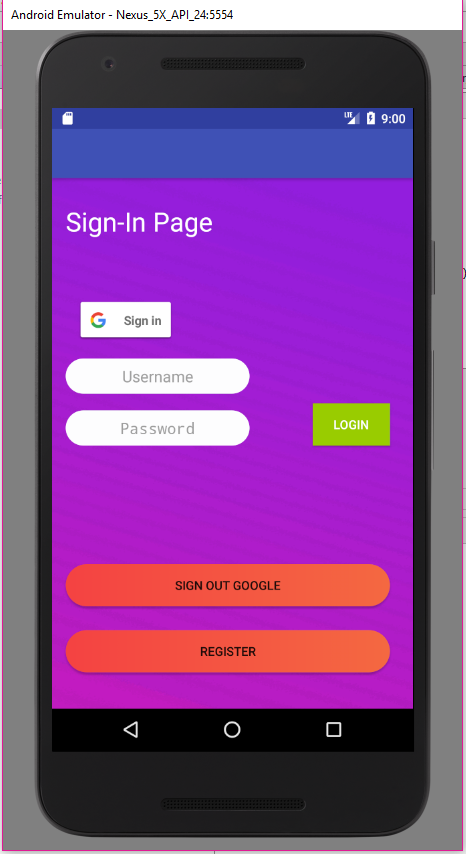 Android Emulator - Nexus_5X_API_24:5554
LTE 9:00
Sign-In Page
G Sign in
Username
Password
LOGIN
SIGN OUT GOOGLE
REGISTER